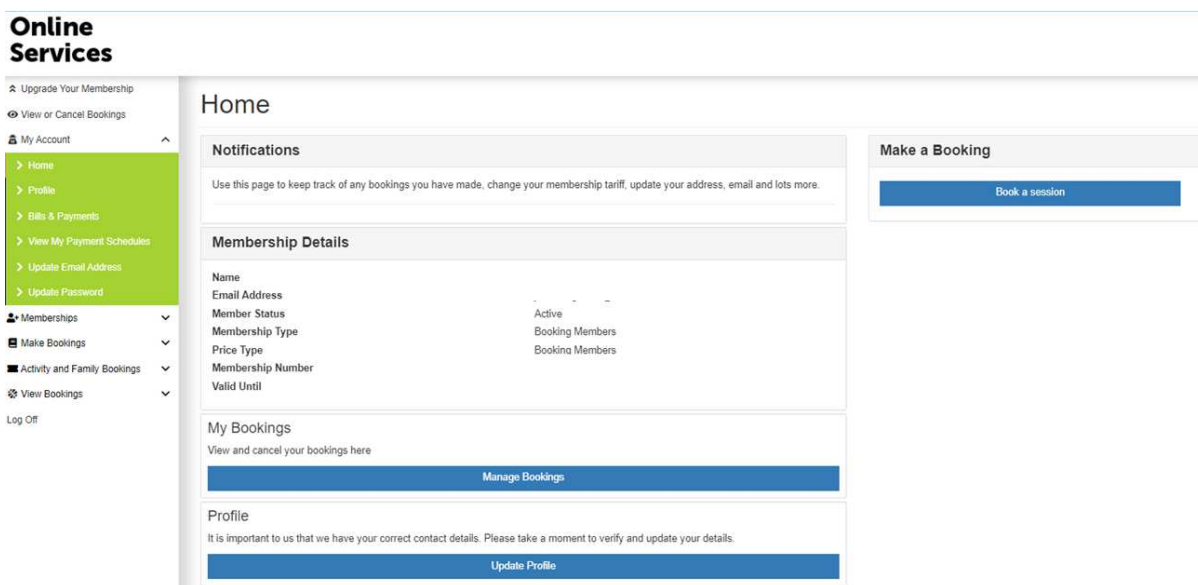 Online
Services
Upgrade Your Membership
View or Cancel Bookings
My Account
Home
Profile
Bills & Payments
View My Payment Schedules
Update Email Address
Update Password
Memberships
Make Bookings
Activity and Family Bookings
View Bookings
Log Off
Home
Notifications
Use this page to keep track of any bookings you have made, change your membership tariff, update your address, email and lots more.
Membership Details
Name
Email Address
Member Status Active
Membership Type Booking Members
Price Type Booking Members
Membership Number
Valid Until
My Bookings
View and cancel your bookings here
Manage Bookings
Profile
It is important to us that we have your correct contact details. Please take a moment to verify and update your details.
Update Profile
Make a Booking
Book a session